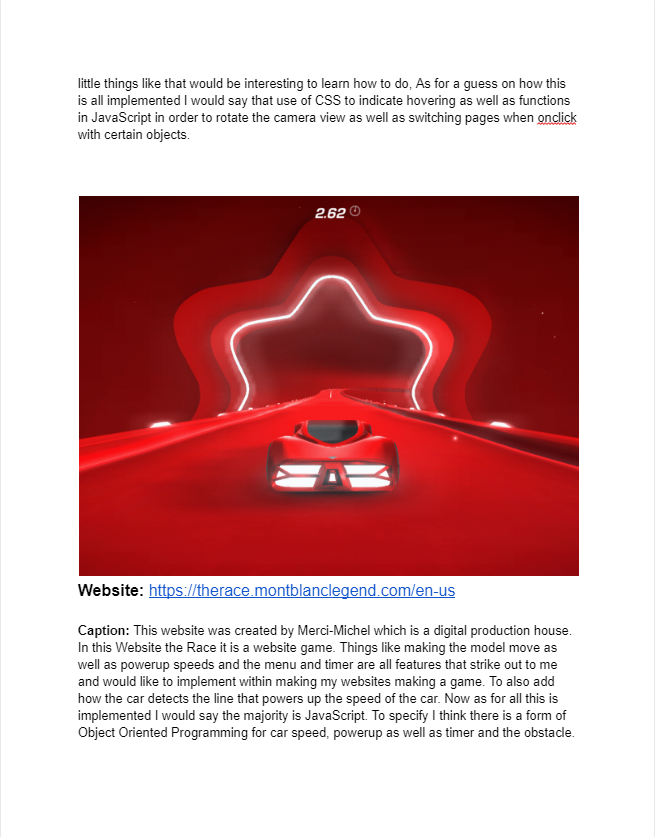 little things like that would be interesting to learn how to do, As for a guess on how this
is all implemented I would say that use of CSS to indicate hovering as well as functions
in JavaScript in order to rotate the camera view as well as switching pages when onclick
with certain objects.
2.62
Website: https://therace.montblanclegend.com/en-us
Caption: This website was created by Merci-Michel which is a digital production house.
In this Website the Race it is a website game. Things like making the model move as
well as powerup speeds and the menu and timer are all features that strike out to me
and would like to implement within making my websites making a game. To also add
how the car detects the line that powers up the speed of the car. Now as for all this is
implemented I would say the majority is JavaScript. To specify I think there is a form of
Object Oriented Programming for car speed, powerup as well as timer and the obstacle.